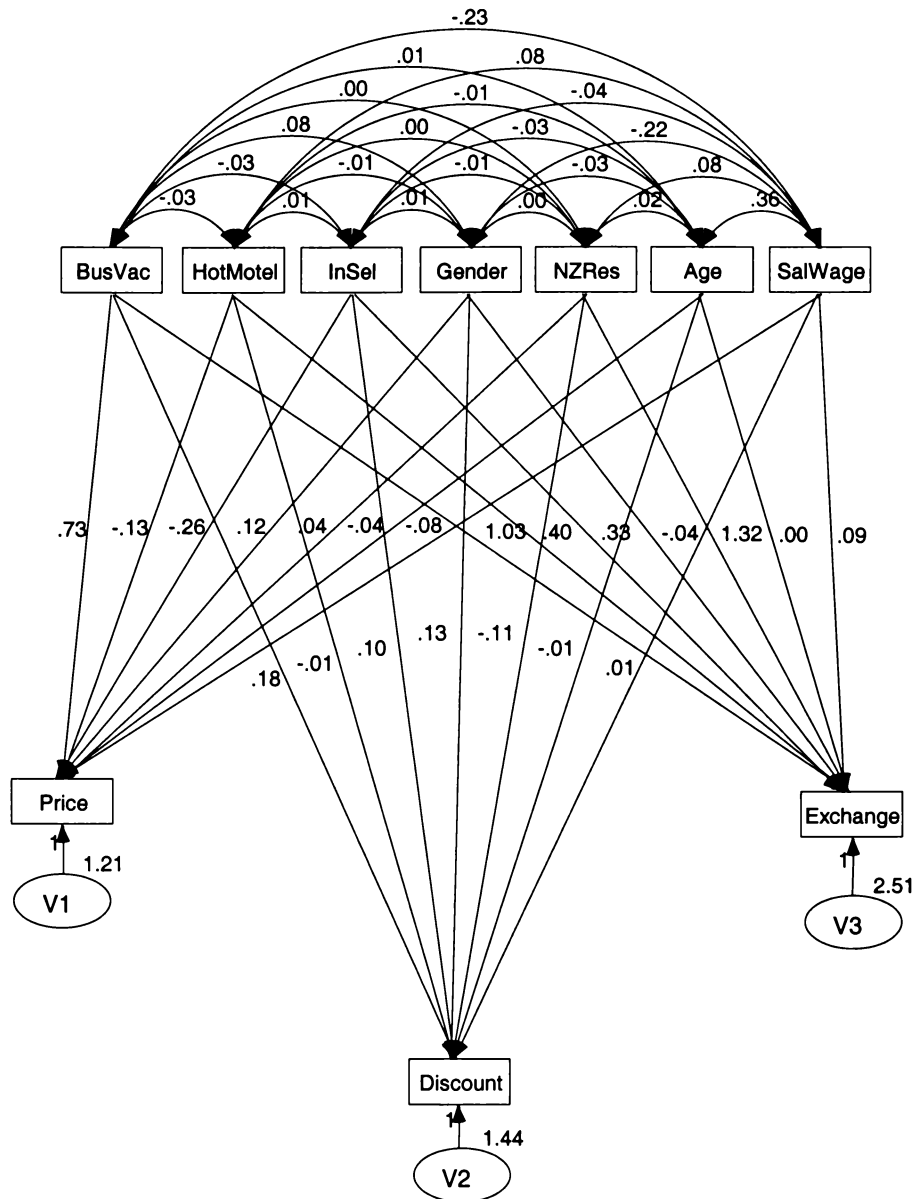 -.23
.01 .08
.00 -.01 -.04
.08 .00 -.03 -.22
-.03 -.01 -.01 -.03 .08
-.03 .01 .01 .00 .02 .36
BusVac HotMotel InSel Gender NZRes Age SalWage
.73 -.13 -.26 .12 .04 -.04 -.08 1.03 .40 .33 -.04 1.32 .00 .09
.18 -.01 .10 .13 -.11 -.01 .01
Price Exchange
1 1
1.21 2.51
V1 V3
Discount
1
1.44
V2